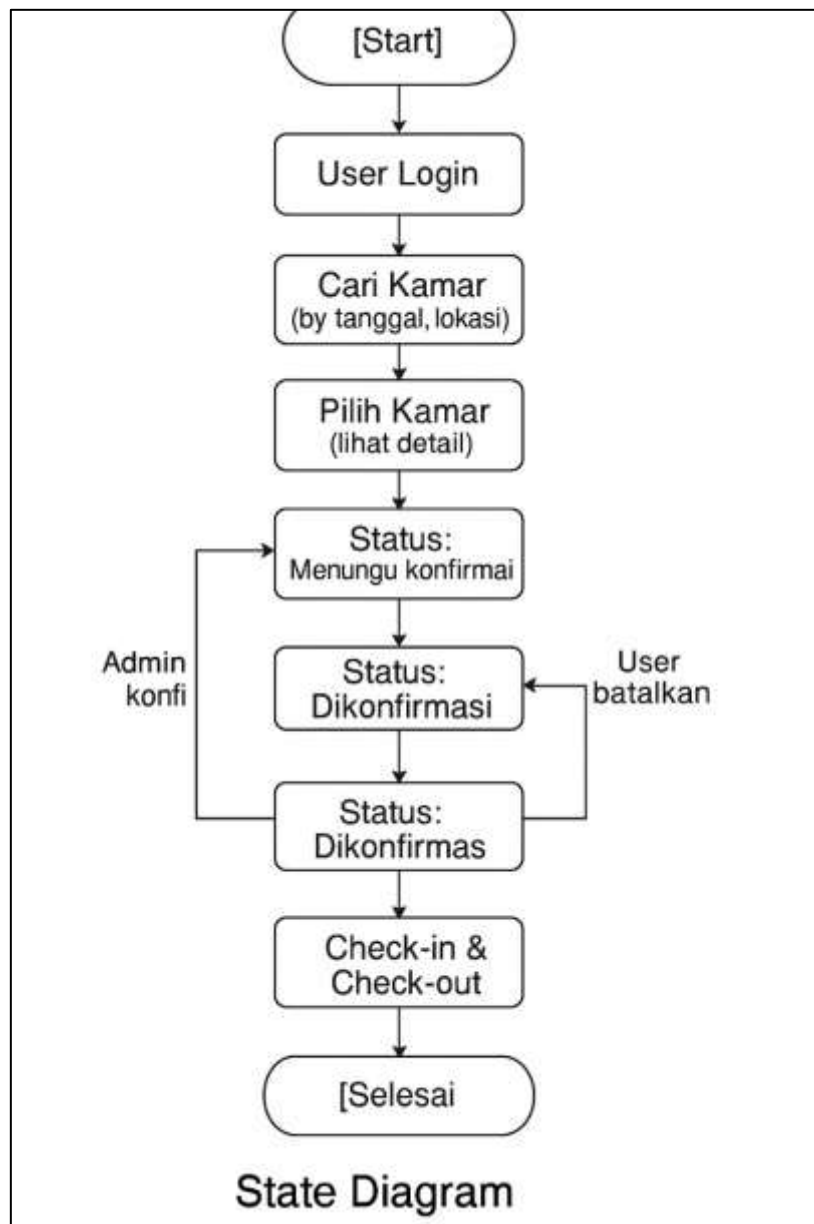 [Start]
User Login
Cari Kamar
(by tanggal, lokasi)
Pilih Kamar
(lihat detail)
Status:
Menungu konfirmai
Admin
konfi
Status:
Dikonfirmasi
User
batalkan
Status:
Dikonfirmas
Check-in &
Check-out
[Selesai
State Diagram